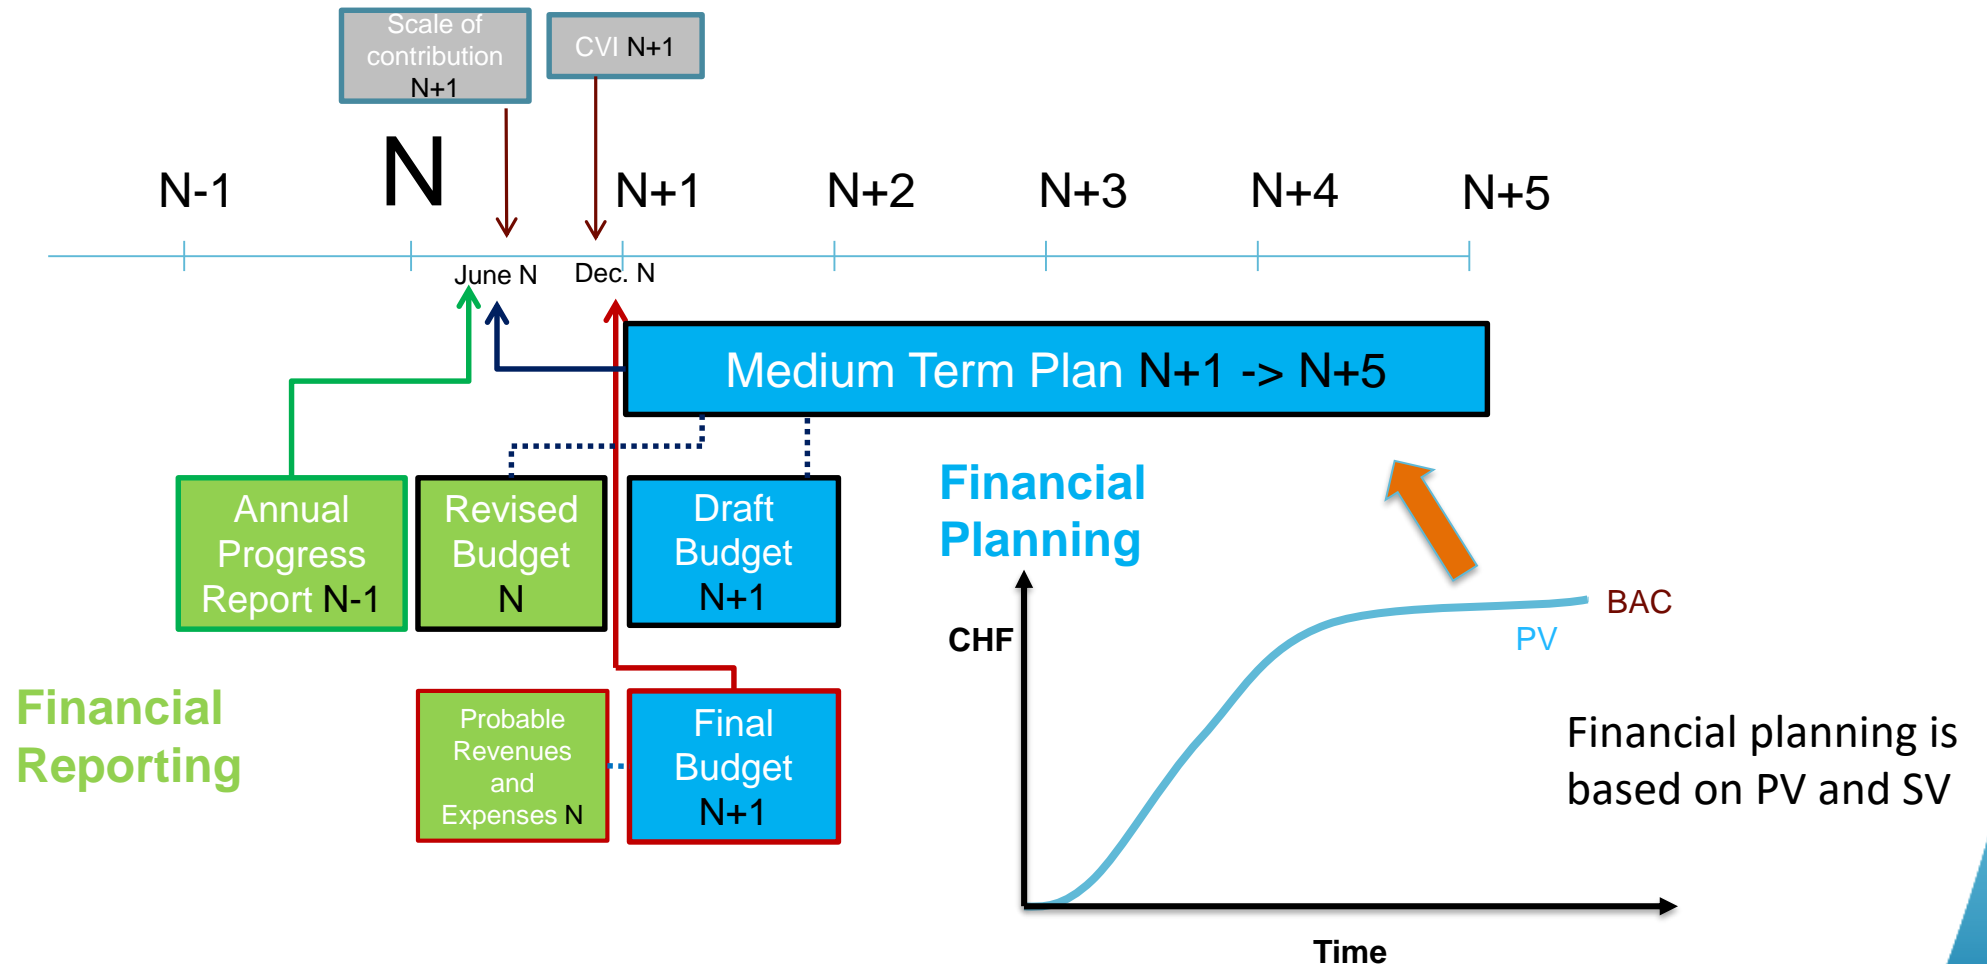 Scale of
contribution
N+1
CVI N+1
N-1
N
N+1
N+2
N+3
N+4
N+5
June N
Dec. N
Medium Term Plan N+1 -> N+5
Annual
Progress
Report N-1
Revised
Budget
N
Draft
Budget
N+1
Financial
Planning
Financial
Reporting
Probable
Revenues
and
Expenses N
Final
Budget
N+1
CHF
BAC
PV
Time
Financial planning is
based on PV and SV